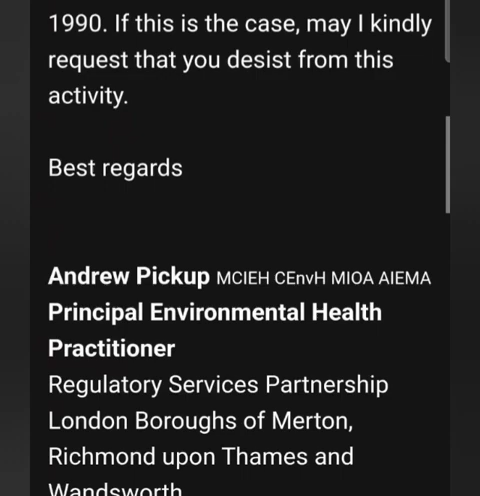 1990. If this is the case, may I kindly
request that you desist from this
activity.
Best regards
Andrew Pickup MCIEH CEnvH MIOA AIEMA
Principal Environmental Health
Practitioner
Regulatory Services Partnership
London Boroughs of Merton,
Richmond upon Thames and
Wandsworth